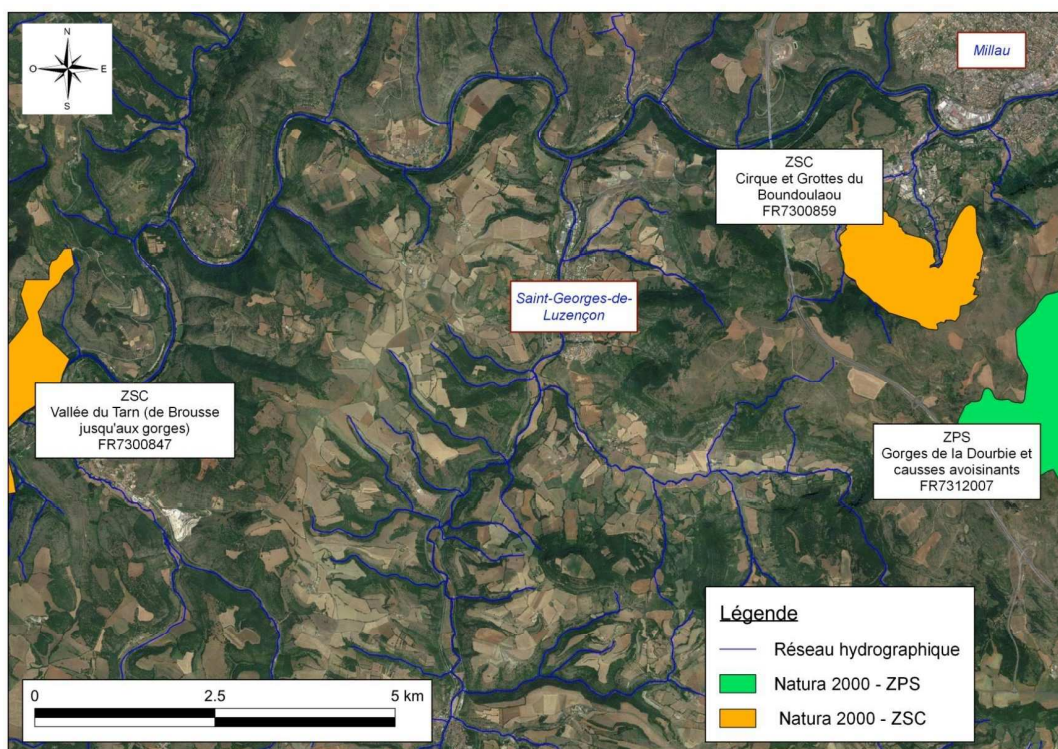 N
O
E
S
Millau
ZSC
Cirque et Grottes du
Boundoulaou
FR7300859
Saint-Georges-de-
Luzençon
ZSC
Vallée du Tarn (de Brousse
jusqu'aux gorges)
FR7300847
ZPS
Gorges de la Dourbie et
causses avoisinants
FR7312007
Légende
Réseau hydrographique
Natura 2000 - ZPS
Natura 2000 - ZSC
0
2.5
5 km